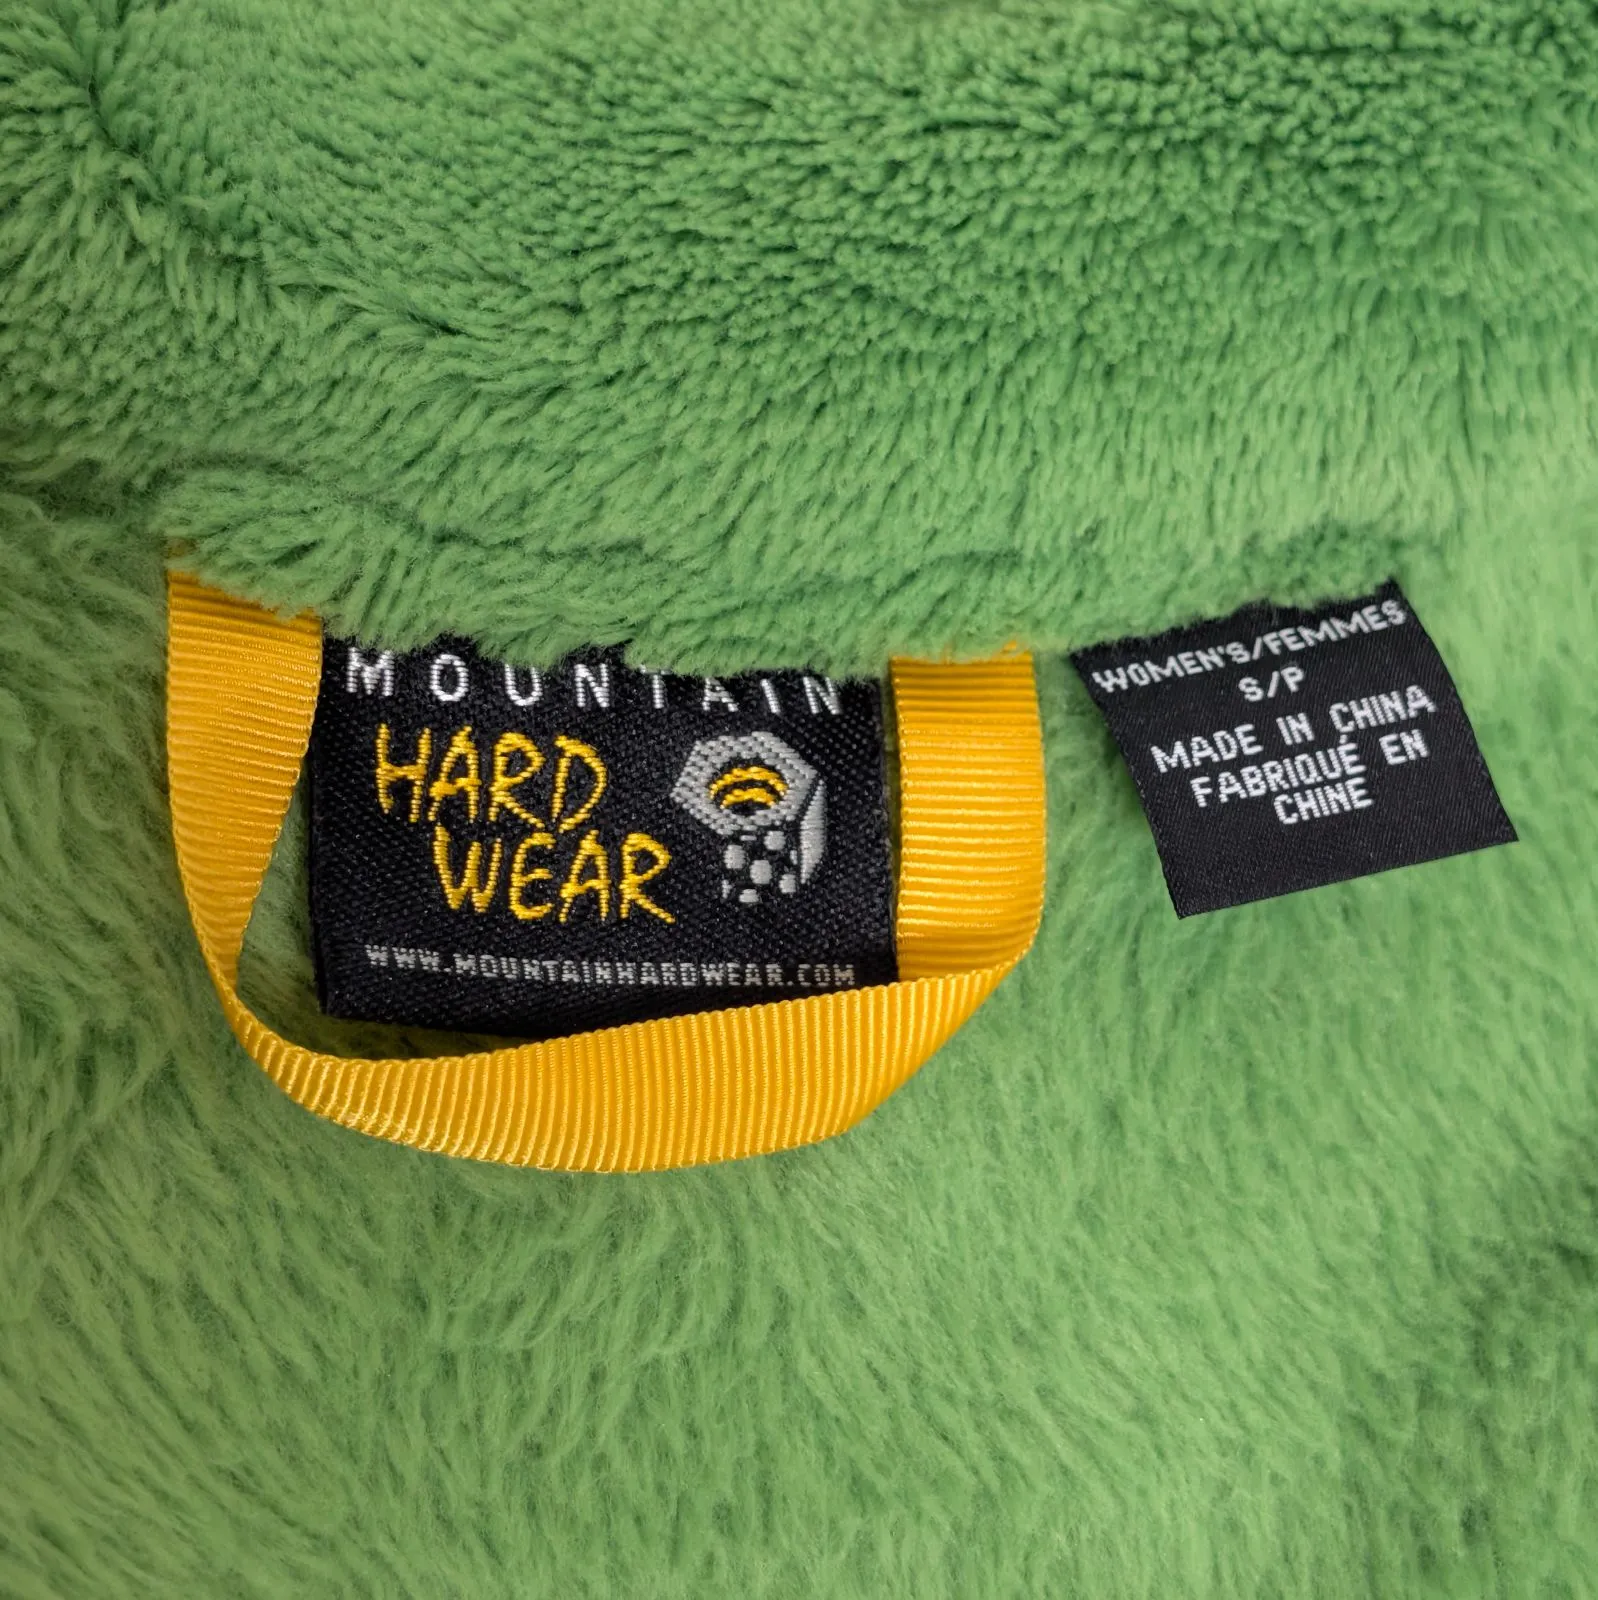 MOUNTAIN
HARD
WEAR
WWW.MOUNTAINHARDWEAR.COM
WOMEN'S/FEMMES
S/P
MADE IN CHINA
FABRIQUÉ EN
CHINE